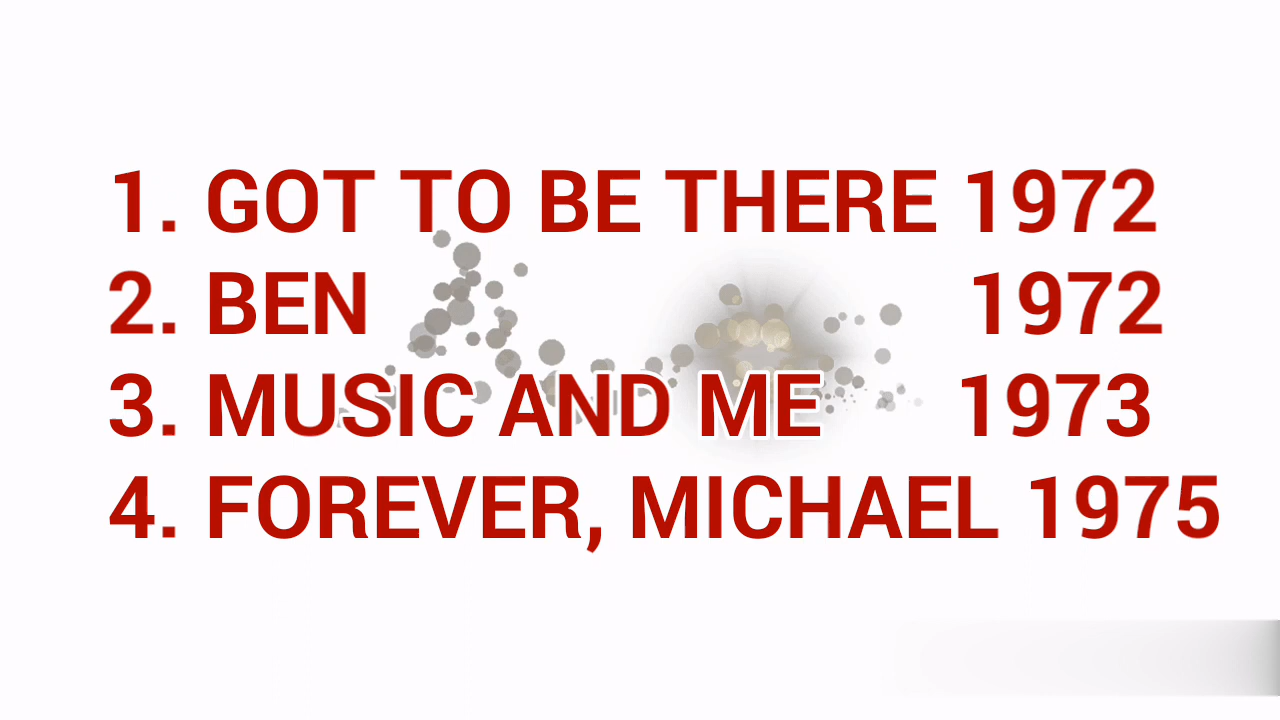 1. GOT TO BE THERE 1972
2. BEN 1972
3. MUSIC AND ME 1973
4. FOREVER, MICHAEL 1975